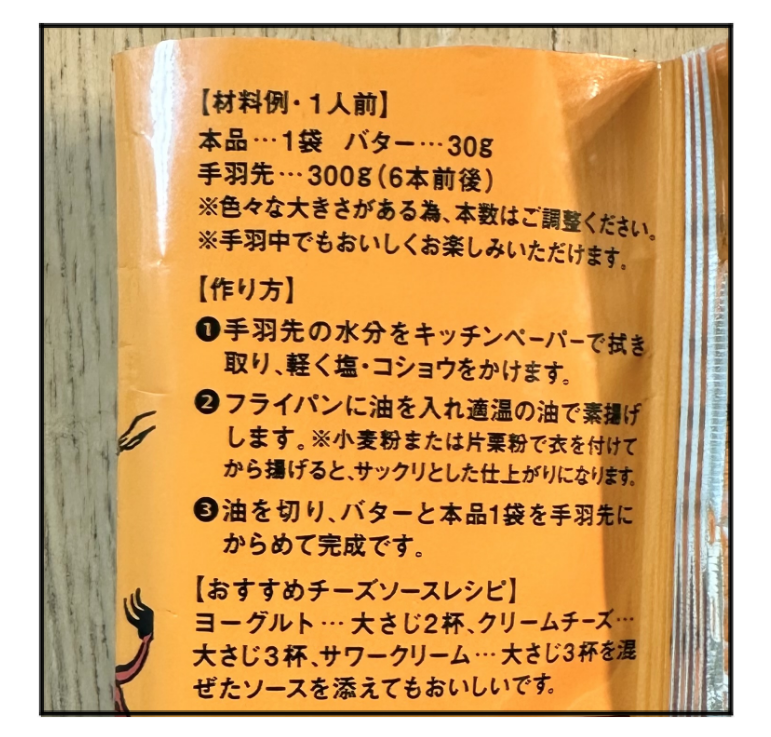 【材料例・1人前】
本品…1袋 バター…30g
手羽先…300g(6本前後)
※色々な大きさがある為、本数はご調整ください。
※手羽中でもおいしくお楽しみいただけます。
【作り方】
❶手羽先の水分をキッチンペーパーで拭き
取り、軽く塩・コショウをかけます。
❷フライパンに油を入れ適温の油で素揚げ
します。※小麦粉または片栗粉で衣を付けて
から揚げると、サックリとした仕上がりになります。
❸油を切り、バターと本品1袋を手羽先に
からめて完成です。
【おすすめチーズソースレシピ】
ヨーグルト…大さじ2杯、クリームチーズ…
大さじ3杯、サワークリーム…大さじ3杯を混
ぜたソースを添えてもおいしいです。